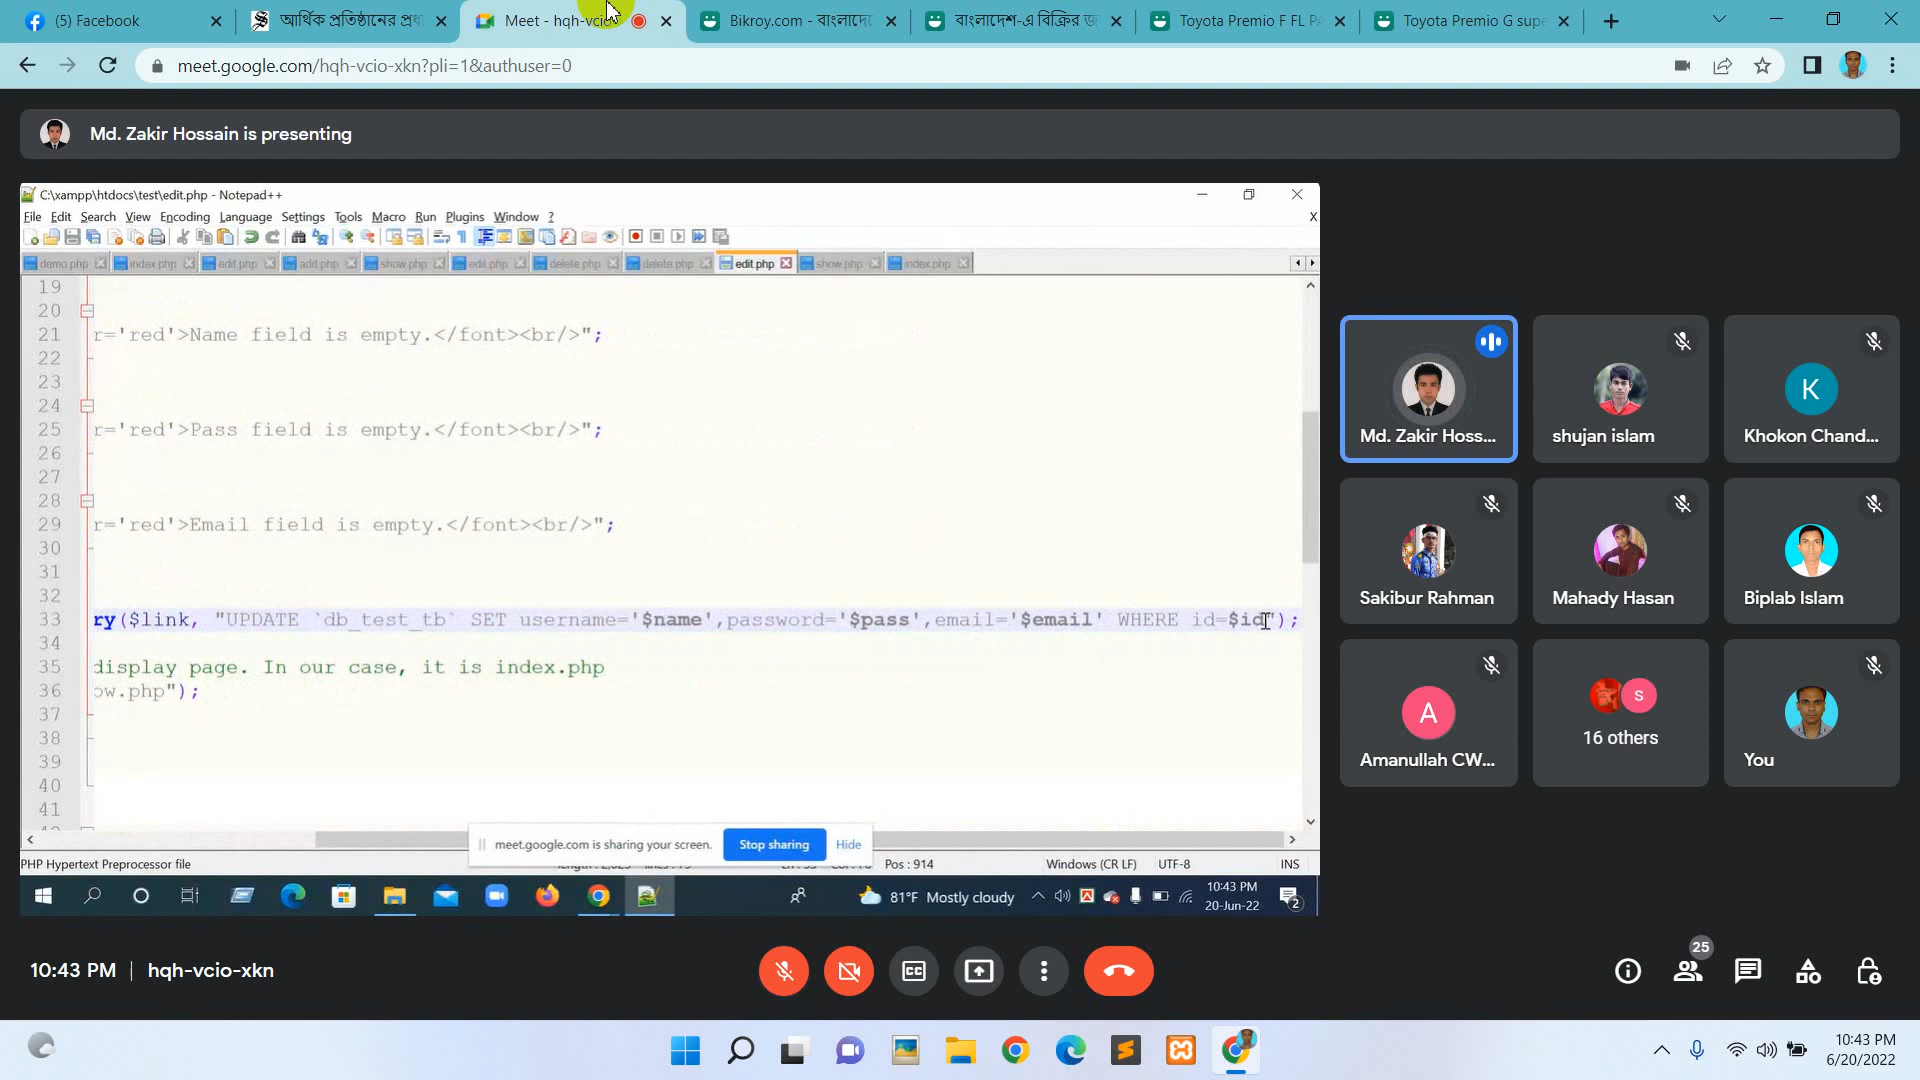 (5) Facebook
আর্থিক প্রতিষ্ঠানের প্রধ
Meet - hqh-vcio
Bikroy.com - বাংলাদে
বাংলাদেশ-এ বিক্রির জ
Toyota Premio F FL PA
Toyota Premio G supe
meet.google.com/hqh-vcio-xkn?pli=1&authuser=0
Md. Zakir Hossain is presenting
C:\xampp\htdocs\test\edit.php - Notepad++
File Edit Search View Encoding Language Settings Tools Macro Run Plugins Window ? X
demo.php index.php edit.php add.php show.php edit.php delete.php delete.php edit.php show.php index.php
19
20
21 r='red'>Name field is empty.</font><br/>";
22
23
24
25 r='red'>Pass field is empty.</font><br/>";
26
27
28
29 r='red'>Email field is empty.</font><br/>";
30
31
32
33 ry($link, "UPDATE `db_test_tb` SET username='$name',password='$pass',email='$email' WHERE id=$id");
34
35 display page. In our case, it is index.php
36 ow.php");
37
38
39
40
41
meet.google.com is sharing your screen. Stop sharing Hide
PHP Hypertext Preprocessor file
Pos : 914
Windows (CR LF)
UTF-8
INS
81°F Mostly cloudy
10:43 PM
20-Jun-22
2
Md. Zakir Hoss...
shujan islam
K
Khokon Chand...
Sakibur Rahman
Mahady Hasan
Biplab Islam
A
Amanullah CW...
S
16 others
You
10:43 PM | hqh-vcio-xkn
CC
25
10:43 PM
6/20/2022